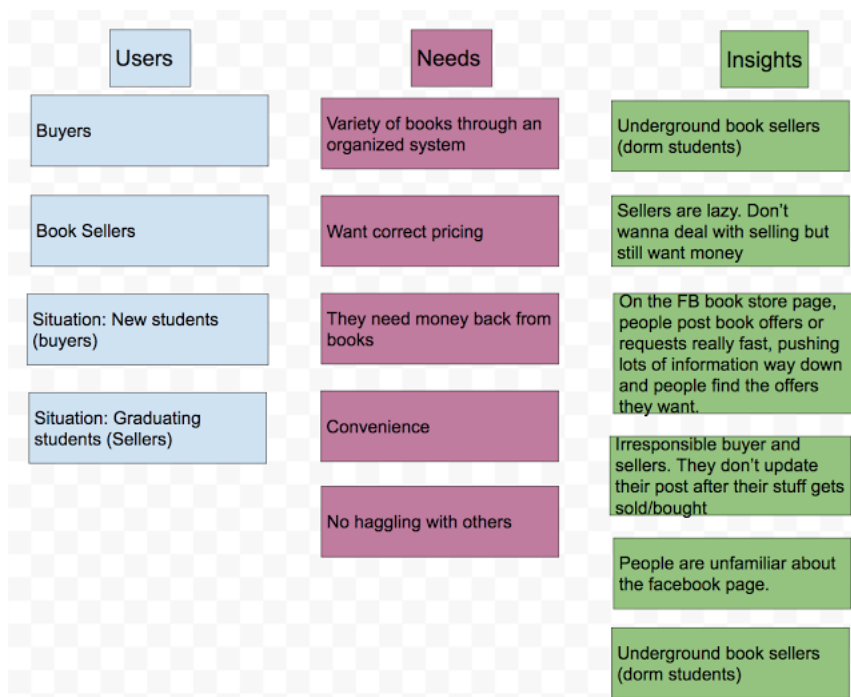 Users
Buyers
Book Sellers
Situation: New students
(buyers)
Situation: Graduating
students (Sellers)
Needs
Variety of books through an
organized system
Want correct pricing
They need money back from
books
Convenience
No haggling with others
Insights
Underground book sellers
(dorm students)
Sellers are lazy. Don't
wanna deal with selling but
still want money
On the FB book store page,
people post book offers or
requests really fast, pushing
lots of information way down
and people find the offers
they want.
Irresponsible buyer and
sellers. They don't update
their post after their stuff gets
sold/bought
People are unfamiliar about
the facebook page.
Underground book sellers
(dorm students)